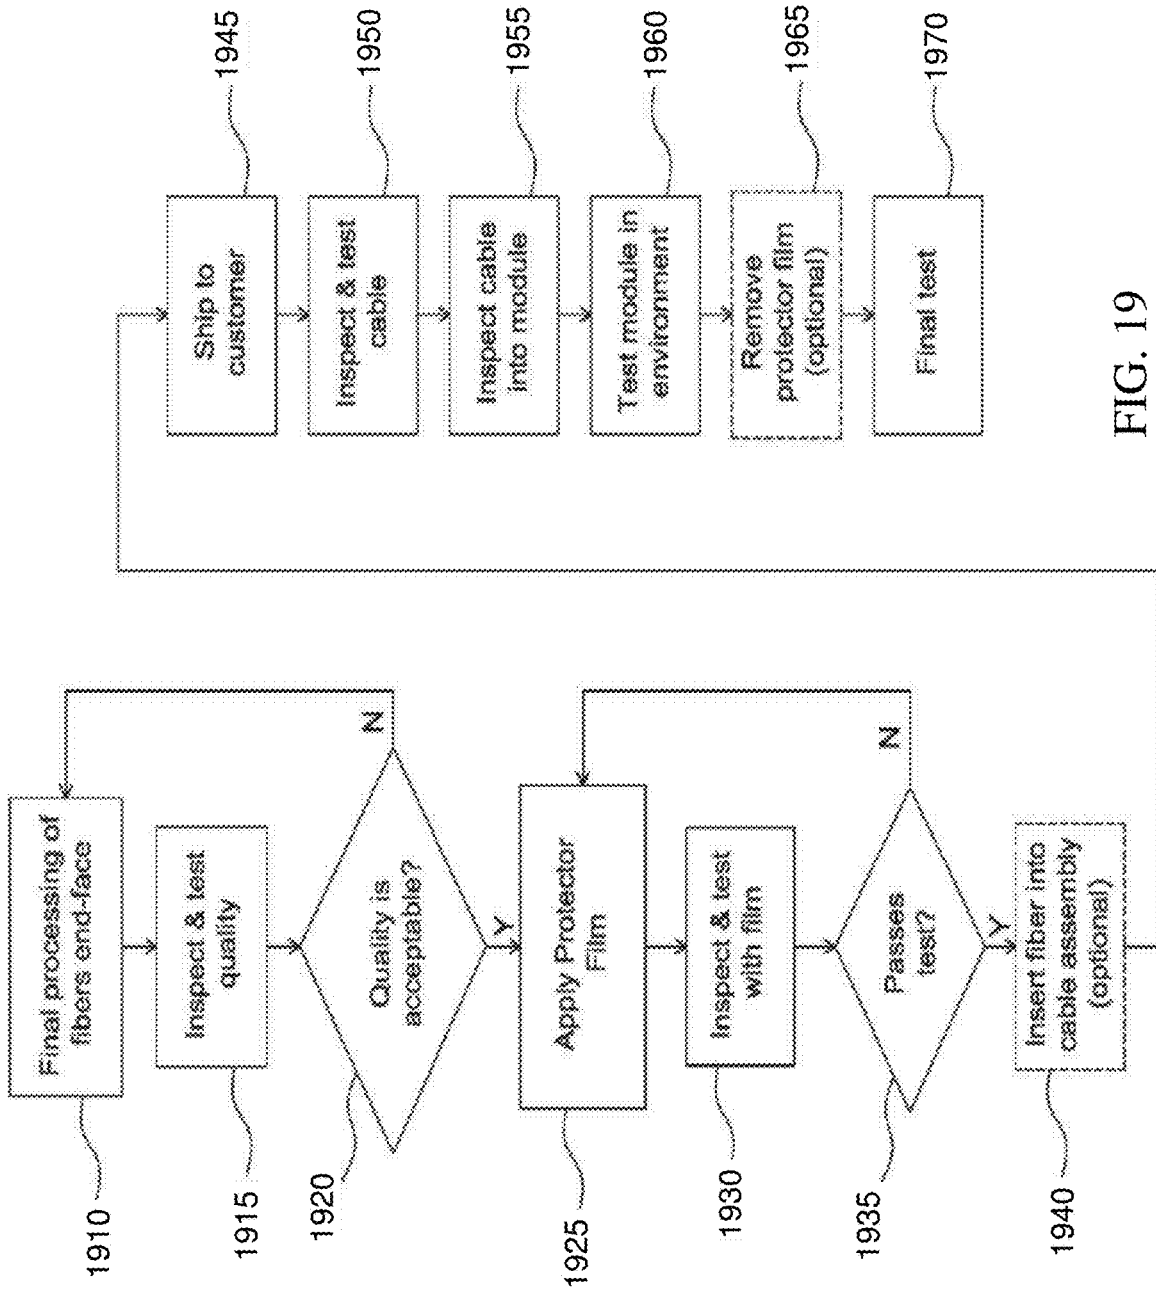 Final processing of
fibers end-face
1910
Inspect & test
quality
1915
Quality is
acceptable?
1920
N
Y
Apply Protector
Film
1925
Inspect & test
with film
1930
Passes
test?
1935
N
Y
Insert fiber into
cable assembly
(optional)
1940
Ship to
customer
1945
Inspect & test
cable
1950
Inspect cable
into module
1955
Test module in
environment
1960
Remove
protector film
(optional)
1965
Final test
1970
FIG. 19